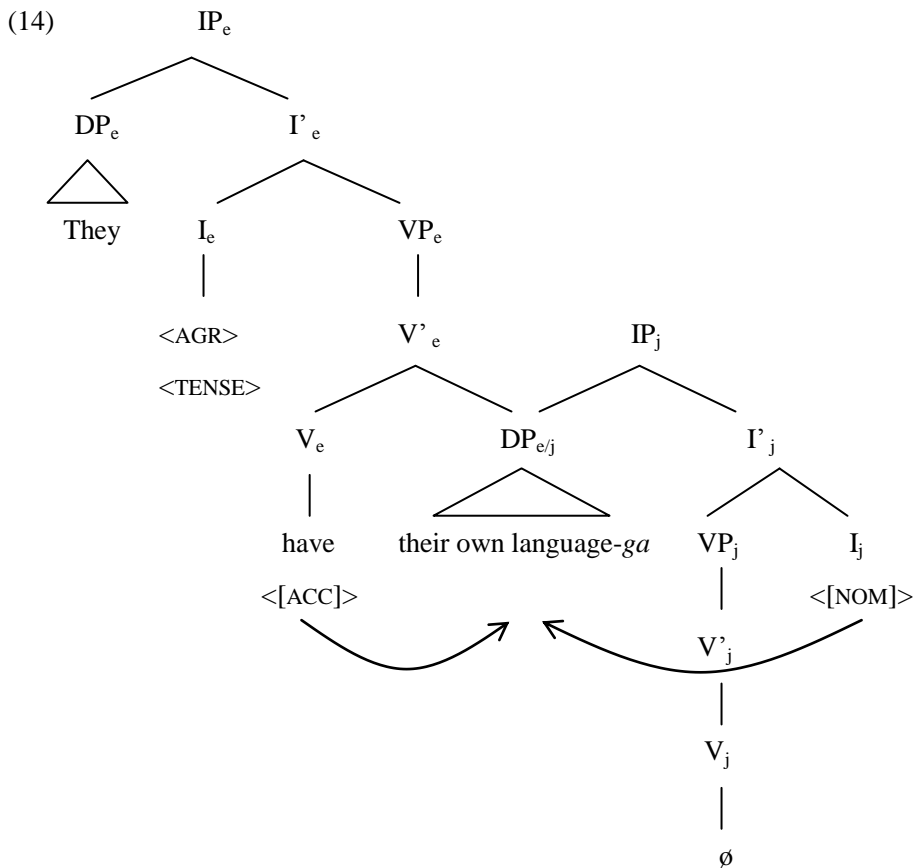 (14) IPₑ
DPₑ I’ₑ
They Iₑ VPₑ
<AGR> V’ₑ IPⱼ
<TENSE>
Vₑ DPₑ/ⱼ I’ⱼ
have their own language-ga VPⱼ Iⱼ
<[ACC]> <[NOM]>
V’ⱼ
Vⱼ
ø